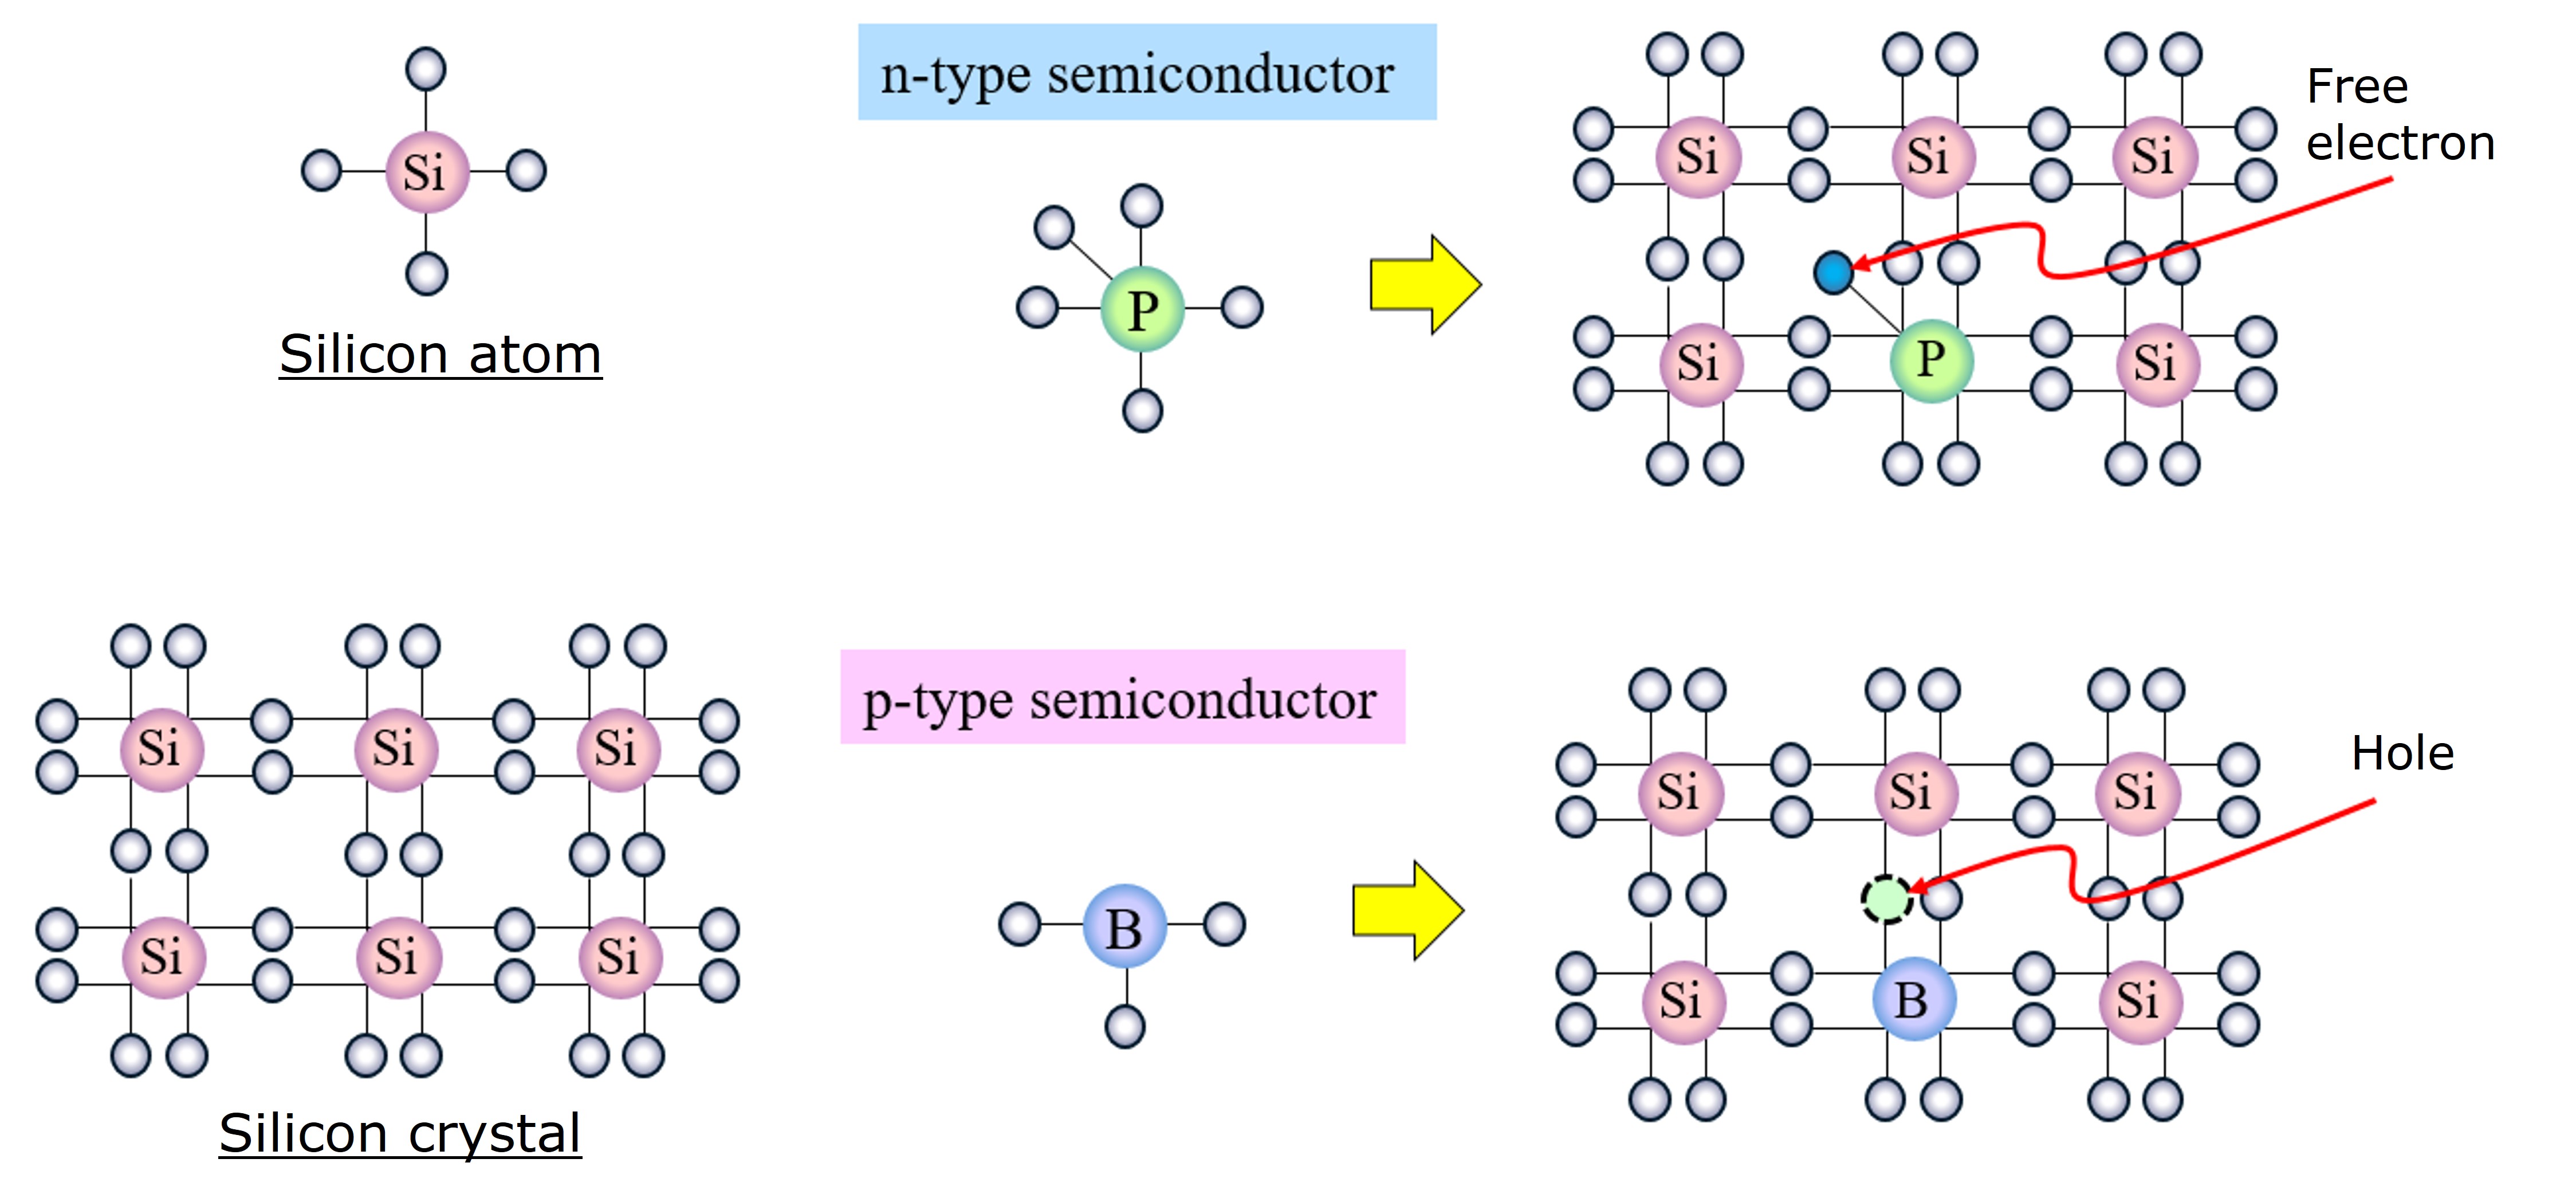 Si
Silicon atom
n-type semiconductor
P
Si Si Si
Si P Si
Free
electron
Si Si Si
Si Si Si
Silicon crystal
p-type semiconductor
B
Si Si Si
Si B Si
Hole